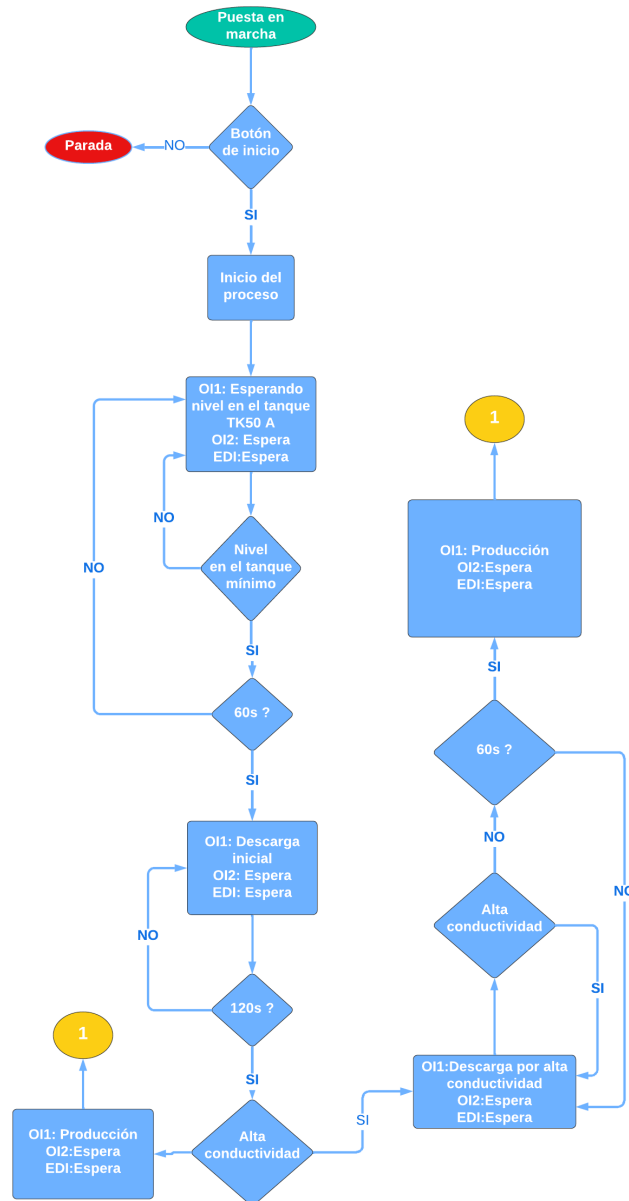 Puesta en
marcha
Botón
de inicio
NO
Parada
SI
Inicio del
proceso
OI1: Esperando
nivel en el tanque
TK50 A
OI2: Espera
EDI:Espera
NO
Nivel
en el tanque
mínimo
NO
SI
60s ?
SI
OI1: Descarga
inicial
OI2: Espera
EDI: Espera
NO
120s ?
SI
Alta
conductividad
1
OI1: Producción
OI2:Espera
EDI:Espera
SI
OI1:Descarga por alta
conductividad
OI2:Espera
EDI:Espera
Alta
conductividad
SI
NO
60s ?
NO
SI
OI1: Producción
OI2:Espera
EDI:Espera
1